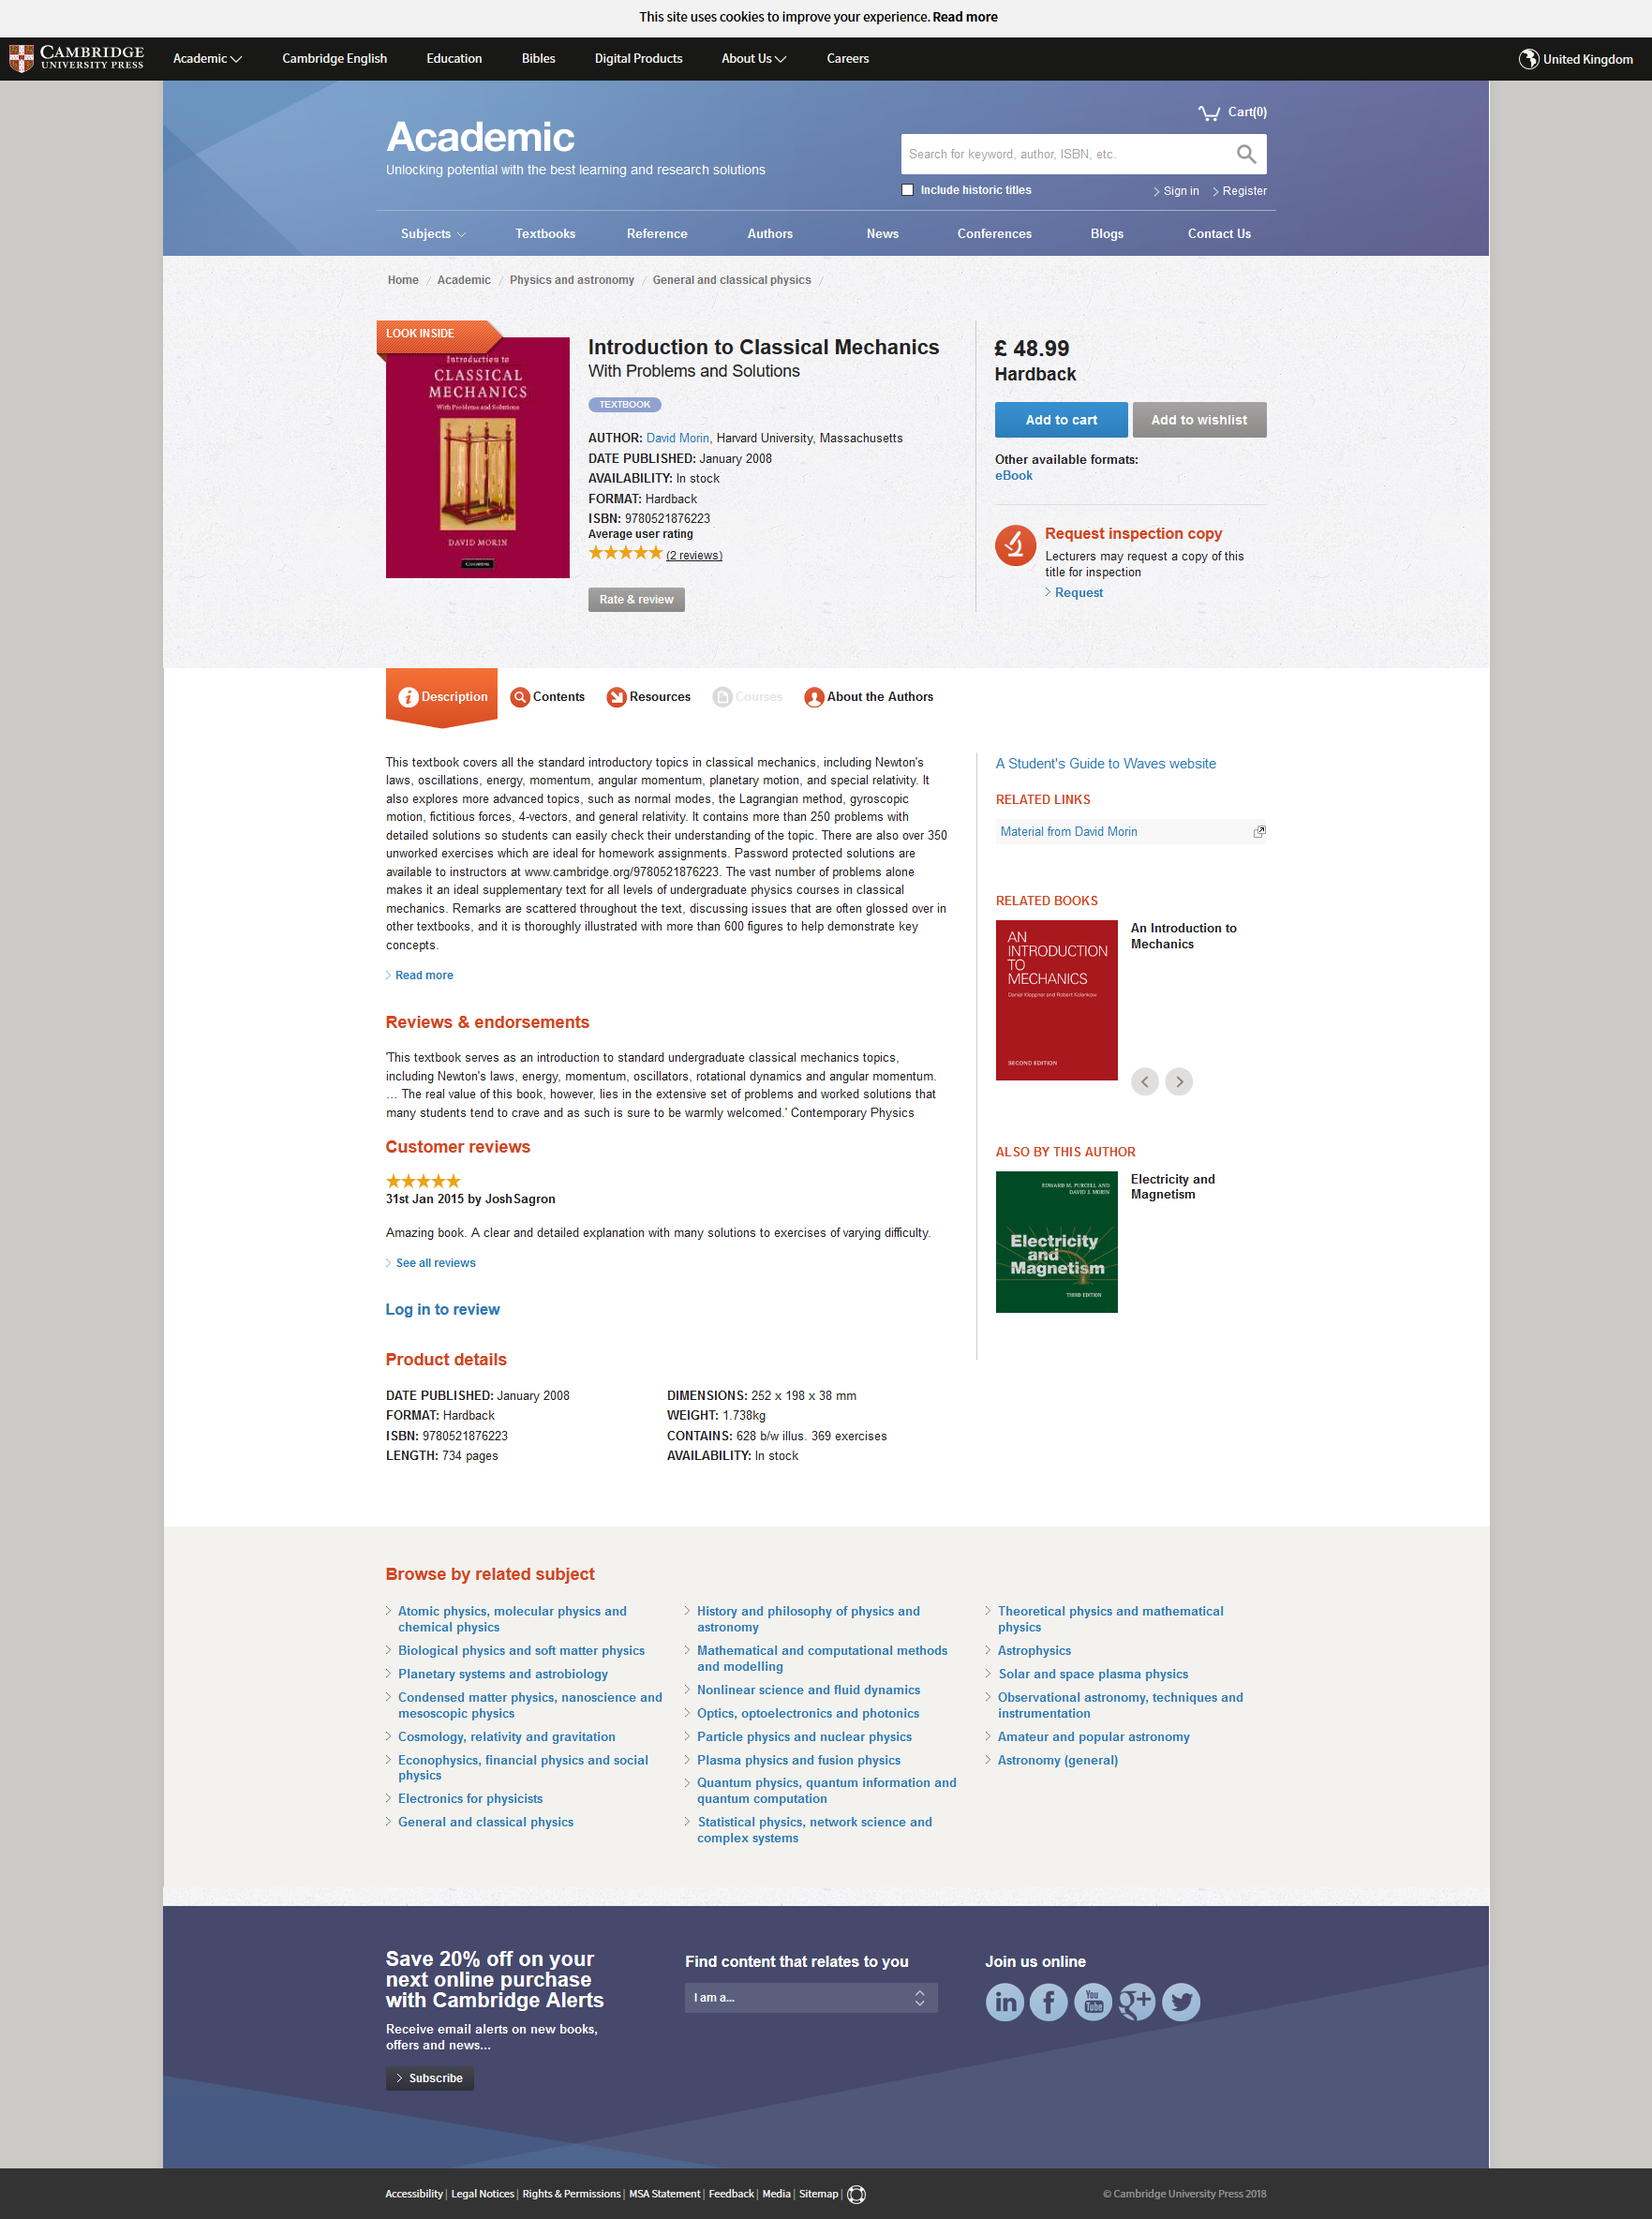 This site uses cookies to improve your experience. Read more
CAMBRIDGE
UNIVERSITY PRESS
Academic
Cambridge English
Education
Bibles
Digital Products
About Us
Careers
United Kingdom
Cart(0)
Academic
Unlocking potential with the best learning and research solutions
Search for keyword, author, ISBN, etc.
Include historic titles
Sign in
Register
Subjects
Textbooks
Reference
Authors
News
Conferences
Blogs
Contact Us
Home / Academic / Physics and astronomy / General and classical physics /
LOOK INSIDE
Introduction to
CLASSICAL
MECHANICS
With Problems and Solutions
DAVID MORIN
CAMBRIDGE
Introduction to Classical Mechanics
With Problems and Solutions
TEXTBOOK
AUTHOR: David Morin, Harvard University, Massachusetts
DATE PUBLISHED: January 2008
AVAILABILITY: In stock
FORMAT: Hardback
ISBN: 9780521876223
Average user rating
(2 reviews)
Rate & review
£ 48.99
Hardback
Add to cart
Add to wishlist
Other available formats:
eBook
Request inspection copy
Lecturers may request a copy of this
title for inspection
Request
Description
Contents
Resources
Courses
About the Authors
This textbook covers all the standard introductory topics in classical mechanics, including Newton's
laws, oscillations, energy, momentum, angular momentum, planetary motion, and special relativity. It
also explores more advanced topics, such as normal modes, the Lagrangian method, gyroscopic
motion, fictitious forces, 4-vectors, and general relativity. It contains more than 250 problems with
detailed solutions so students can easily check their understanding of the topic. There are also over 350
unworked exercises which are ideal for homework assignments. Password protected solutions are
available to instructors at www.cambridge.org/9780521876223. The vast number of problems alone
makes it an ideal supplementary text for all levels of undergraduate physics courses in classical
mechanics. Remarks are scattered throughout the text, discussing issues that are often glossed over in
other textbooks, and it is thoroughly illustrated with more than 600 figures to help demonstrate key
concepts.
Read more
Reviews & endorsements
'This textbook serves as an introduction to standard undergraduate classical mechanics topics,
including Newton's laws, energy, momentum, oscillators, rotational dynamics and angular momentum.
… The real value of this book, however, lies in the extensive set of problems and worked solutions that
many students tend to crave and as such is sure to be warmly welcomed.' Contemporary Physics
Customer reviews
31st Jan 2015 by JoshSagron
Amazing book. A clear and detailed explanation with many solutions to exercises of varying difficulty.
See all reviews
Log in to review
Product details
DATE PUBLISHED: January 2008
FORMAT: Hardback
ISBN: 9780521876223
LENGTH: 734 pages
DIMENSIONS: 252 x 198 x 38 mm
WEIGHT: 1.738kg
CONTAINS: 628 b/w illus. 369 exercises
AVAILABILITY: In stock
A Student's Guide to Waves website
RELATED LINKS
Material from David Morin
RELATED BOOKS
AN
INTRODUCTION
TO
MECHANICS
Daniel Kleppner and Robert Kolenkow
SECOND EDITION
An Introduction to
Mechanics
ALSO BY THIS AUTHOR
EDWARD M. PURCELL AND
DAVID J. MORIN
Electricity
and
Magnetism
THIRD EDITION
Electricity and
Magnetism
Browse by related subject
Atomic physics, molecular physics and
chemical physics
Biological physics and soft matter physics
Planetary systems and astrobiology
Condensed matter physics, nanoscience and
mesoscopic physics
Cosmology, relativity and gravitation
Econophysics, financial physics and social
physics
Electronics for physicists
General and classical physics
History and philosophy of physics and
astronomy
Mathematical and computational methods
and modelling
Nonlinear science and fluid dynamics
Optics, optoelectronics and photonics
Particle physics and nuclear physics
Plasma physics and fusion physics
Quantum physics, quantum information and
quantum computation
Statistical physics, network science and
complex systems
Theoretical physics and mathematical
physics
Astrophysics
Solar and space plasma physics
Observational astronomy, techniques and
instrumentation
Amateur and popular astronomy
Astronomy (general)
Save 20% off on your
next online purchase
with Cambridge Alerts
Receive email alerts on new books,
offers and news...
Subscribe
Find content that relates to you
I am a...
Join us online
in
f
You
Tube
g+
Accessibility | Legal Notices | Rights & Permissions | MSA Statement | Feedback | Media | Sitemap |
© Cambridge University Press 2018